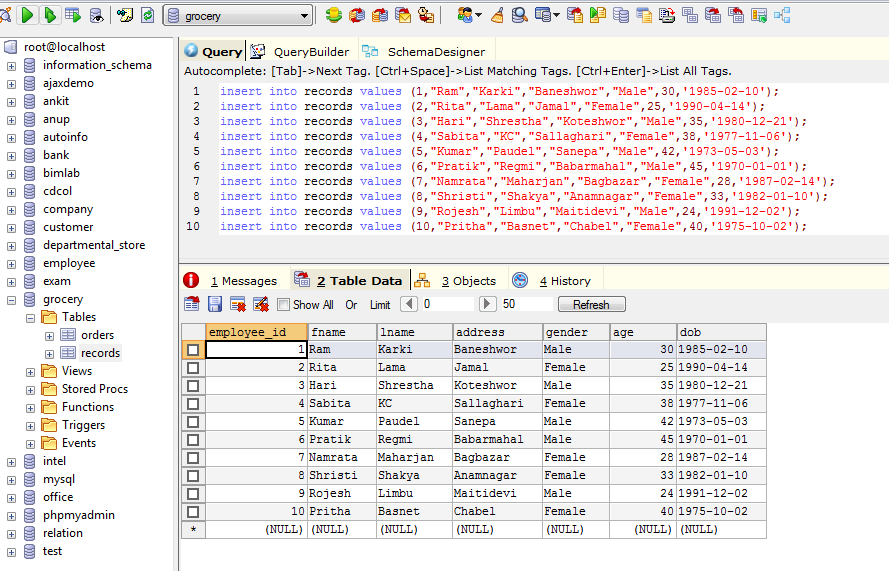 grocery
root@localhost
information_schema
ajaxdemo
ankit
anup
autoinfo
bank
bimlab
cdcol
company
customer
departmental_store
employee
exam
grocery
Tables
orders
records
Views
Stored Procs
Functions
Triggers
Events
intel
mysql
office
phpmyadmin
relation
test
Query QueryBuilder SchemaDesigner
Autocomplete: [Tab]->Next Tag. [Ctrl+Space]->List Matching Tags. [Ctrl+Enter]->List All Tags.
1 insert into records values (1,"Ram","Karki","Baneshwor","Male",30,'1985-02-10');
2 insert into records values (2,"Rita","Lama","Jamal","Female",25,'1990-04-14');
3 insert into records values (3,"Hari","Shrestha","Koteshwor","Male",35,'1980-12-21');
4 insert into records values (4,"Sabita","KC","Sallaghari","Female",38,'1977-11-06');
5 insert into records values (5,"Kumar","Paudel","Sanepa","Male",42,'1973-05-03');
6 insert into records values (6,"Pratik","Regmi","Babarmahal","Male",45,'1970-01-01');
7 insert into records values (7,"Namrata","Maharjan","Bagbazar","Female",28,'1987-02-14');
8 insert into records values (8,"Shristi","Shakya","Anamnagar","Female",33,'1982-01-10');
9 insert into records values (9,"Rojesh","Limbu","Maitidevi","Male",24,'1991-12-02');
10 insert into records values (10,"Pritha","Basnet","Chabel","Female",40,'1975-10-02');
1 Messages 2 Table Data 3 Objects 4 History
Show All Or Limit 0 50 Refresh
employee_id fname lname address gender age dob
1 Ram Karki Baneshwor Male 30 1985-02-10
2 Rita Lama Jamal Female 25 1990-04-14
3 Hari Shrestha Koteshwor Male 35 1980-12-21
4 Sabita KC Sallaghari Female 38 1977-11-06
5 Kumar Paudel Sanepa Male 42 1973-05-03
6 Pratik Regmi Babarmahal Male 45 1970-01-01
7 Namrata Maharjan Bagbazar Female 28 1987-02-14
8 Shristi Shakya Anamnagar Female 33 1982-01-10
9 Rojesh Limbu Maitidevi Male 24 1991-12-02
10 Pritha Basnet Chabel Female 40 1975-10-02
* (NULL) (NULL) (NULL) (NULL) (NULL) (NULL) (NULL)